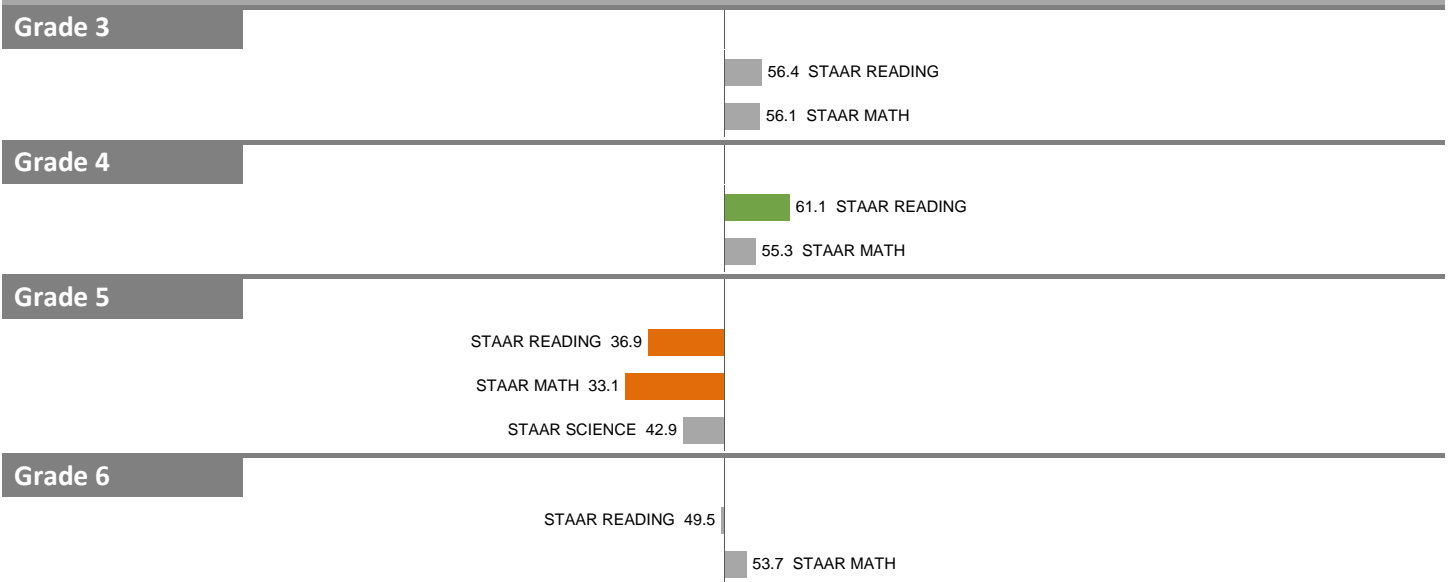 Grade 3
56.4 STAAR READING
56.1 STAAR MATH
Grade 4
61.1 STAAR READING
55.3 STAAR MATH
Grade 5
STAAR READING 36.9
STAAR MATH 33.1
STAAR SCIENCE 42.9
Grade 6
STAAR READING 49.5
53.7 STAAR MATH